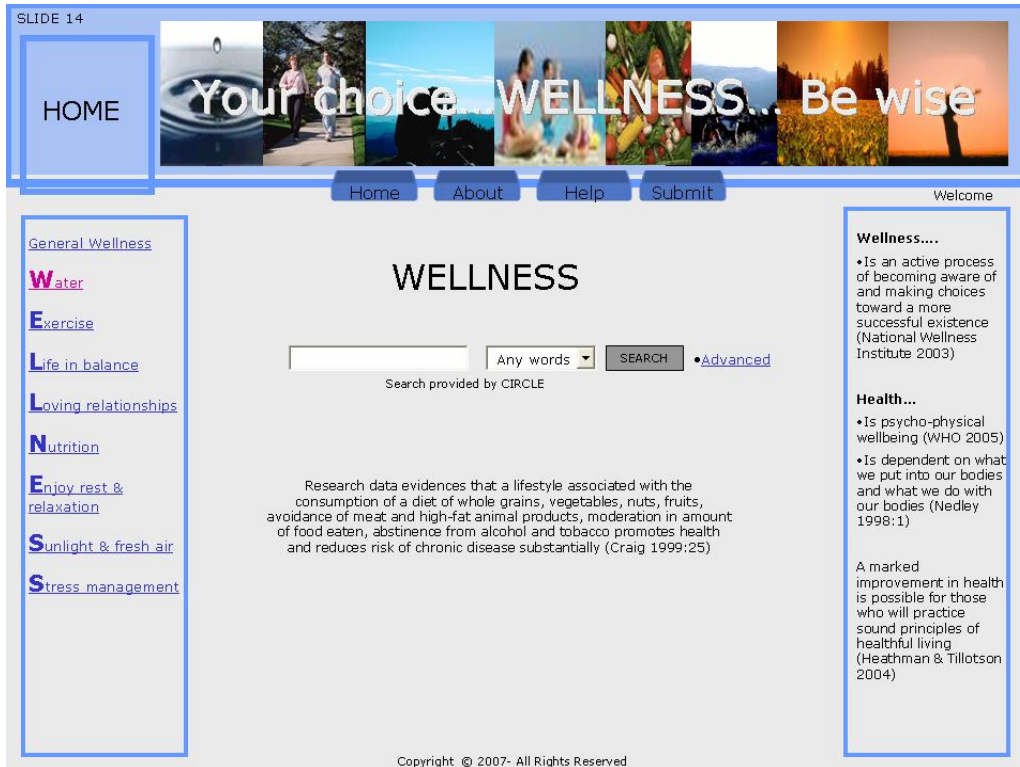 SLIDE 14
HOME
Your choice...WELLNESS... Be wise
Home About Help Submit
Welcome
General Wellness
Water
Exercise
Life in balance
Loving relationships
Nutrition
Enjoy rest &
relaxation
Sunlight & fresh air
Stress management
WELLNESS
Any words SEARCH •Advanced
Search provided by CIRCLE
Research data evidences that a lifestyle associated with the
consumption of a diet of whole grains, vegetables, nuts, fruits,
avoidance of meat and high-fat animal products, moderation in amount
of food eaten, abstinence from alcohol and tobacco promotes health
and reduces risk of chronic disease substantially (Craig 1999:25)
Wellness....
•Is an active process
of becoming aware of
and making choices
toward a more
successful existence
(National Wellness
Institute 2003)
Health...
•Is psycho-physical
wellbeing (WHO 2005)
•Is dependent on what
we put into our bodies
and what we do with
our bodies (Nedley
1998:1)
A marked
improvement in health
is possible for those
who will practice
sound principles of
healthful living
(Heathman & Tillotson
2004)
Copyright © 2007- All Rights Reserved